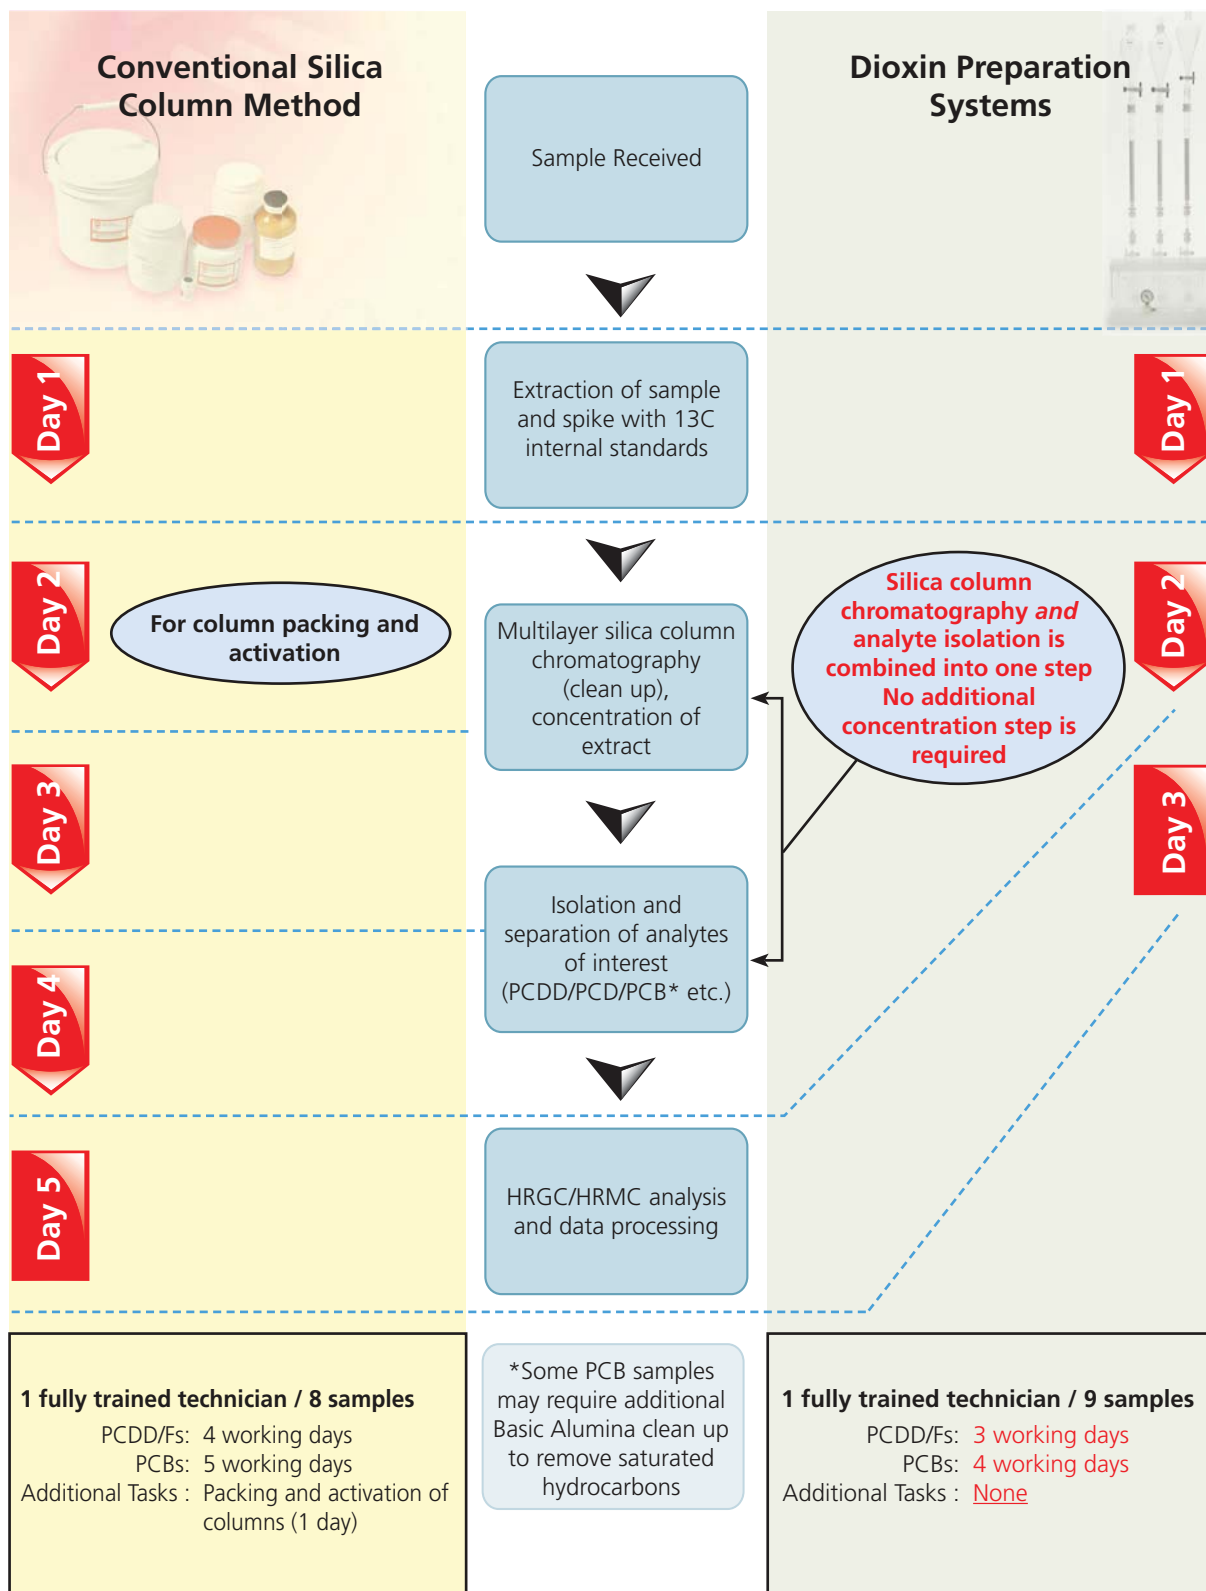 Conventional Silica
Column Method
Dioxin Preparation
Systems
Sample Received
Day 1
Extraction of sample
and spike with 13C
internal standards
Day 1
Day 2
For column packing and
activation
Multilayer silica column
chromatography
(clean up),
concentration of
extract
Silica column
chromatography and
analyte isolation is
combined into one step
No additional
concentration step is
required
Day 2
Day 3
Day 3
Isolation and
separation of analytes
of interest
(PCDD/PCD/PCB* etc.)
Day 4
Day 5
HRGC/HRMC analysis
and data processing
1 fully trained technician / 8 samples
PCDD/Fs: 4 working days
PCBs: 5 working days
Additional Tasks : Packing and activation of
columns (1 day)
*Some PCB samples
may require additional
Basic Alumina clean up
to remove saturated
hydrocarbons
1 fully trained technician / 9 samples
PCDD/Fs: 3 working days
PCBs: 4 working days
Additional Tasks : None